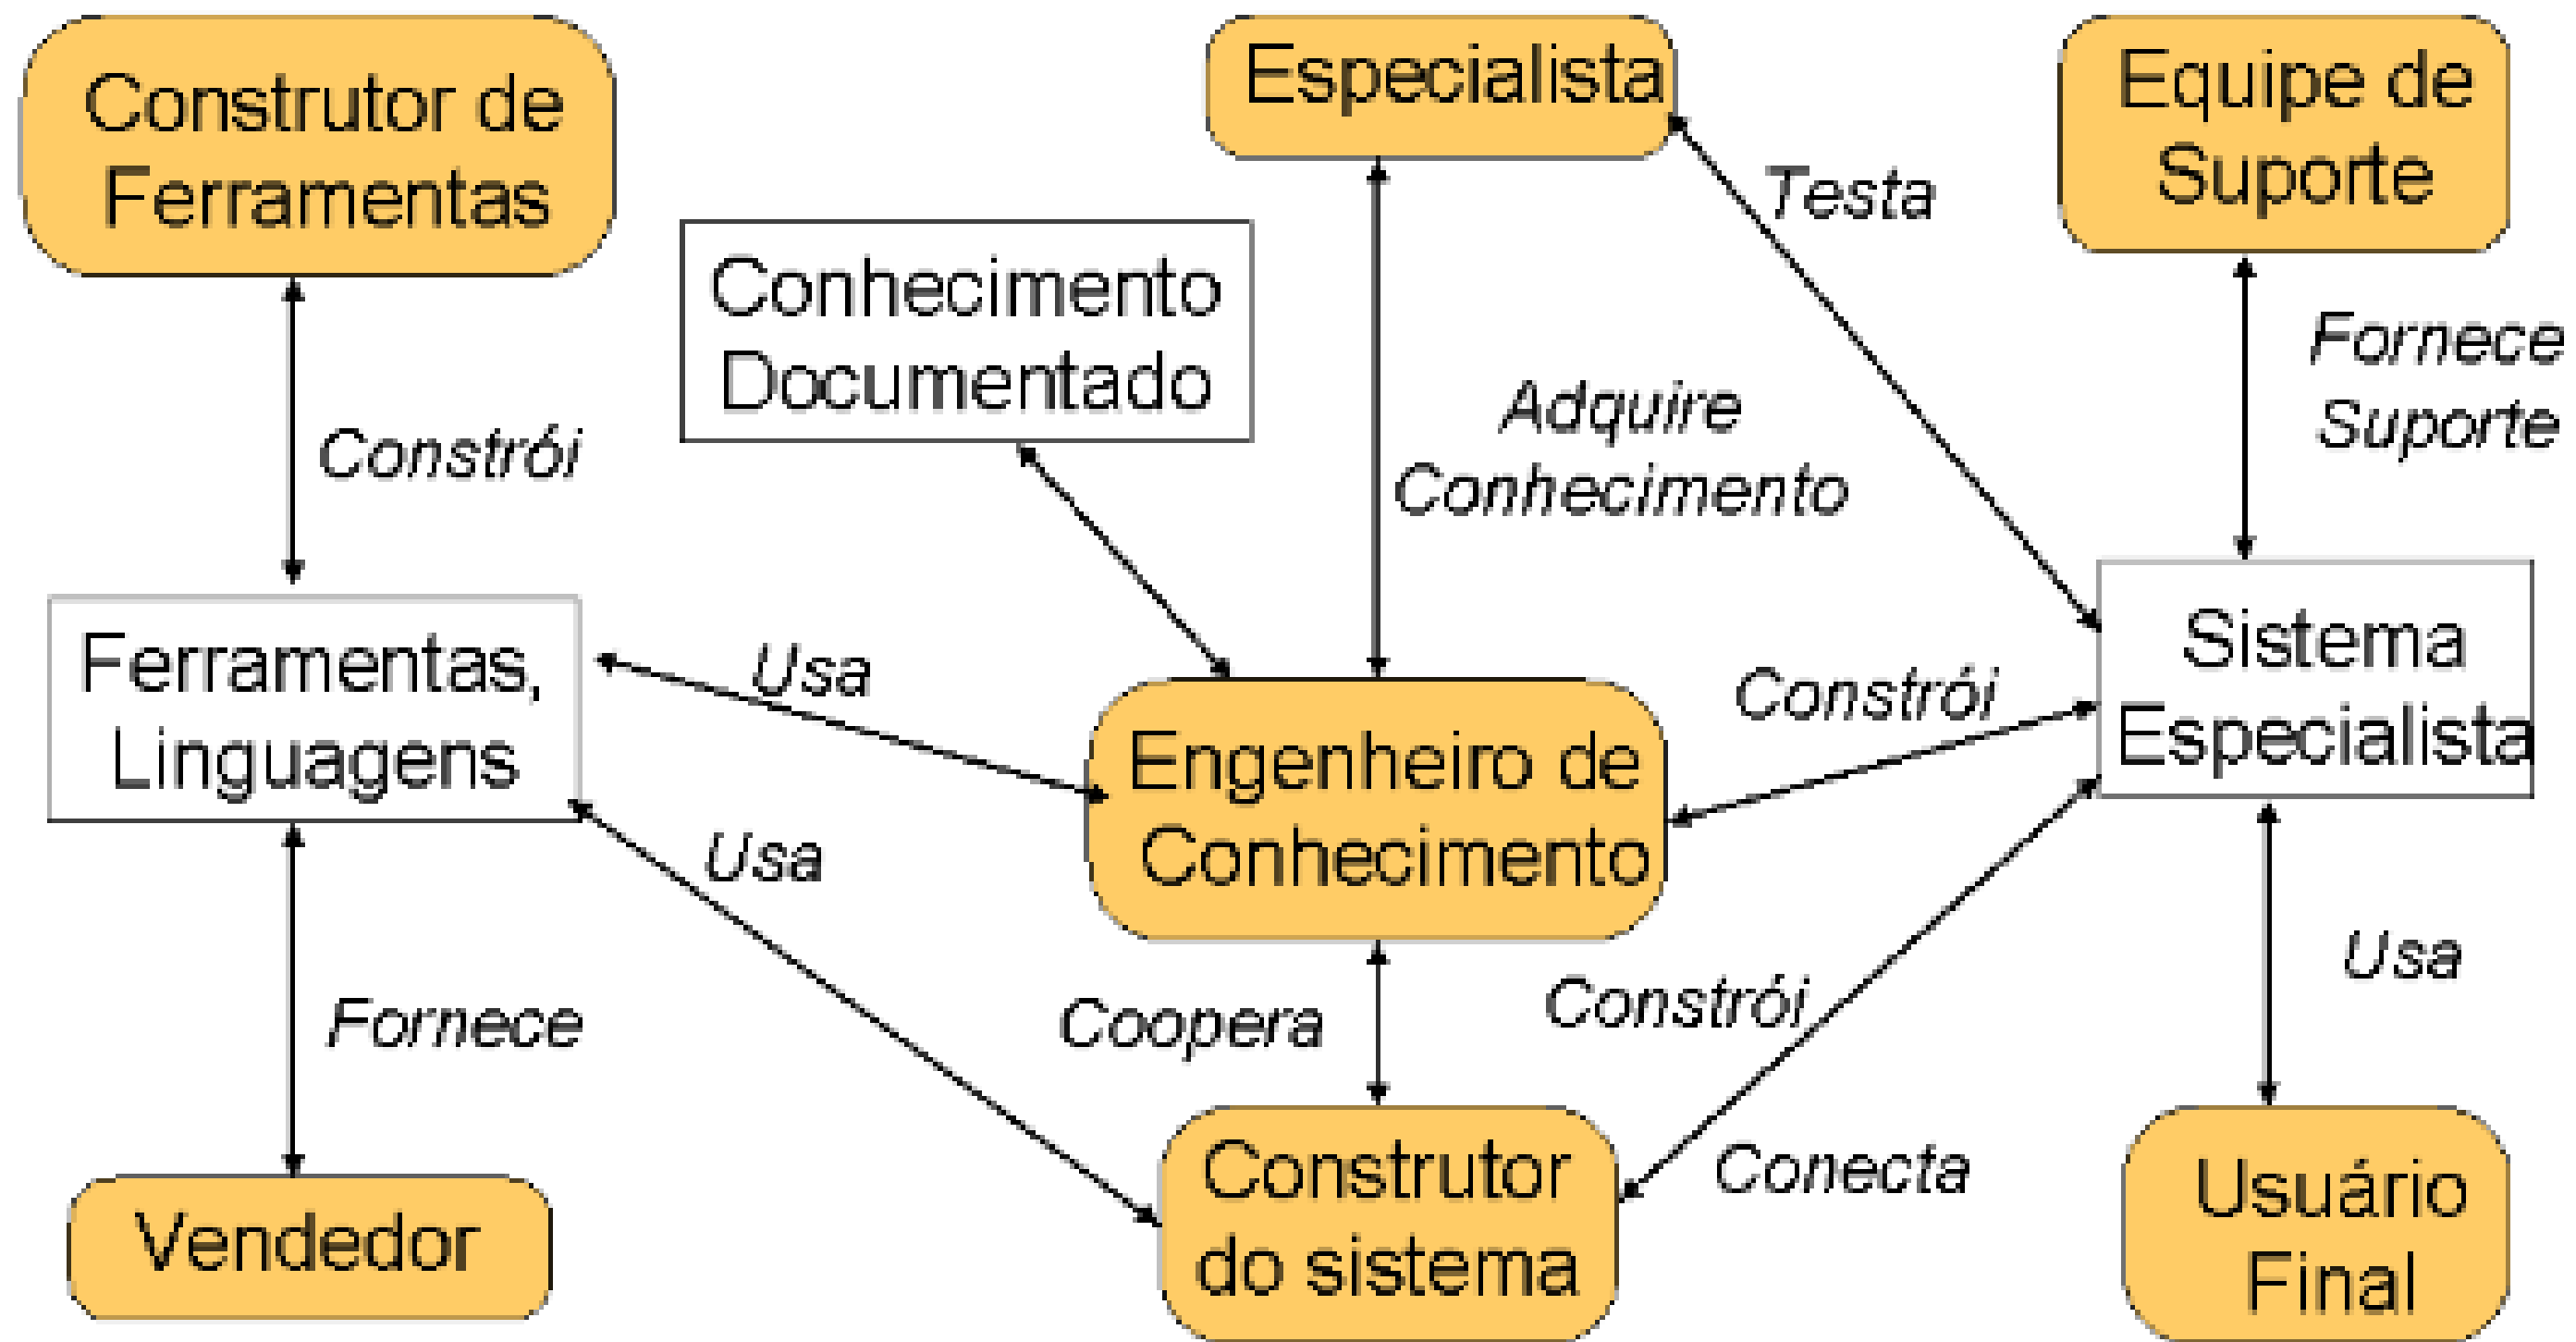 Construtor de
Ferramentas
Especialista
Equipe de
Suporte
Testa
Conhecimento
Documentado
Fornece
Suporte
Adquire
Conhecimento
Constrói
Ferramentas,
Linguagens
Usa
Sistema
Especialista
Constrói
Engenheiro de
Conhecimento
Usa
Usa
Fornece
Coopera
Constrói
Conecta
Vendedor
Construtor
do sistema
Usuário
Final